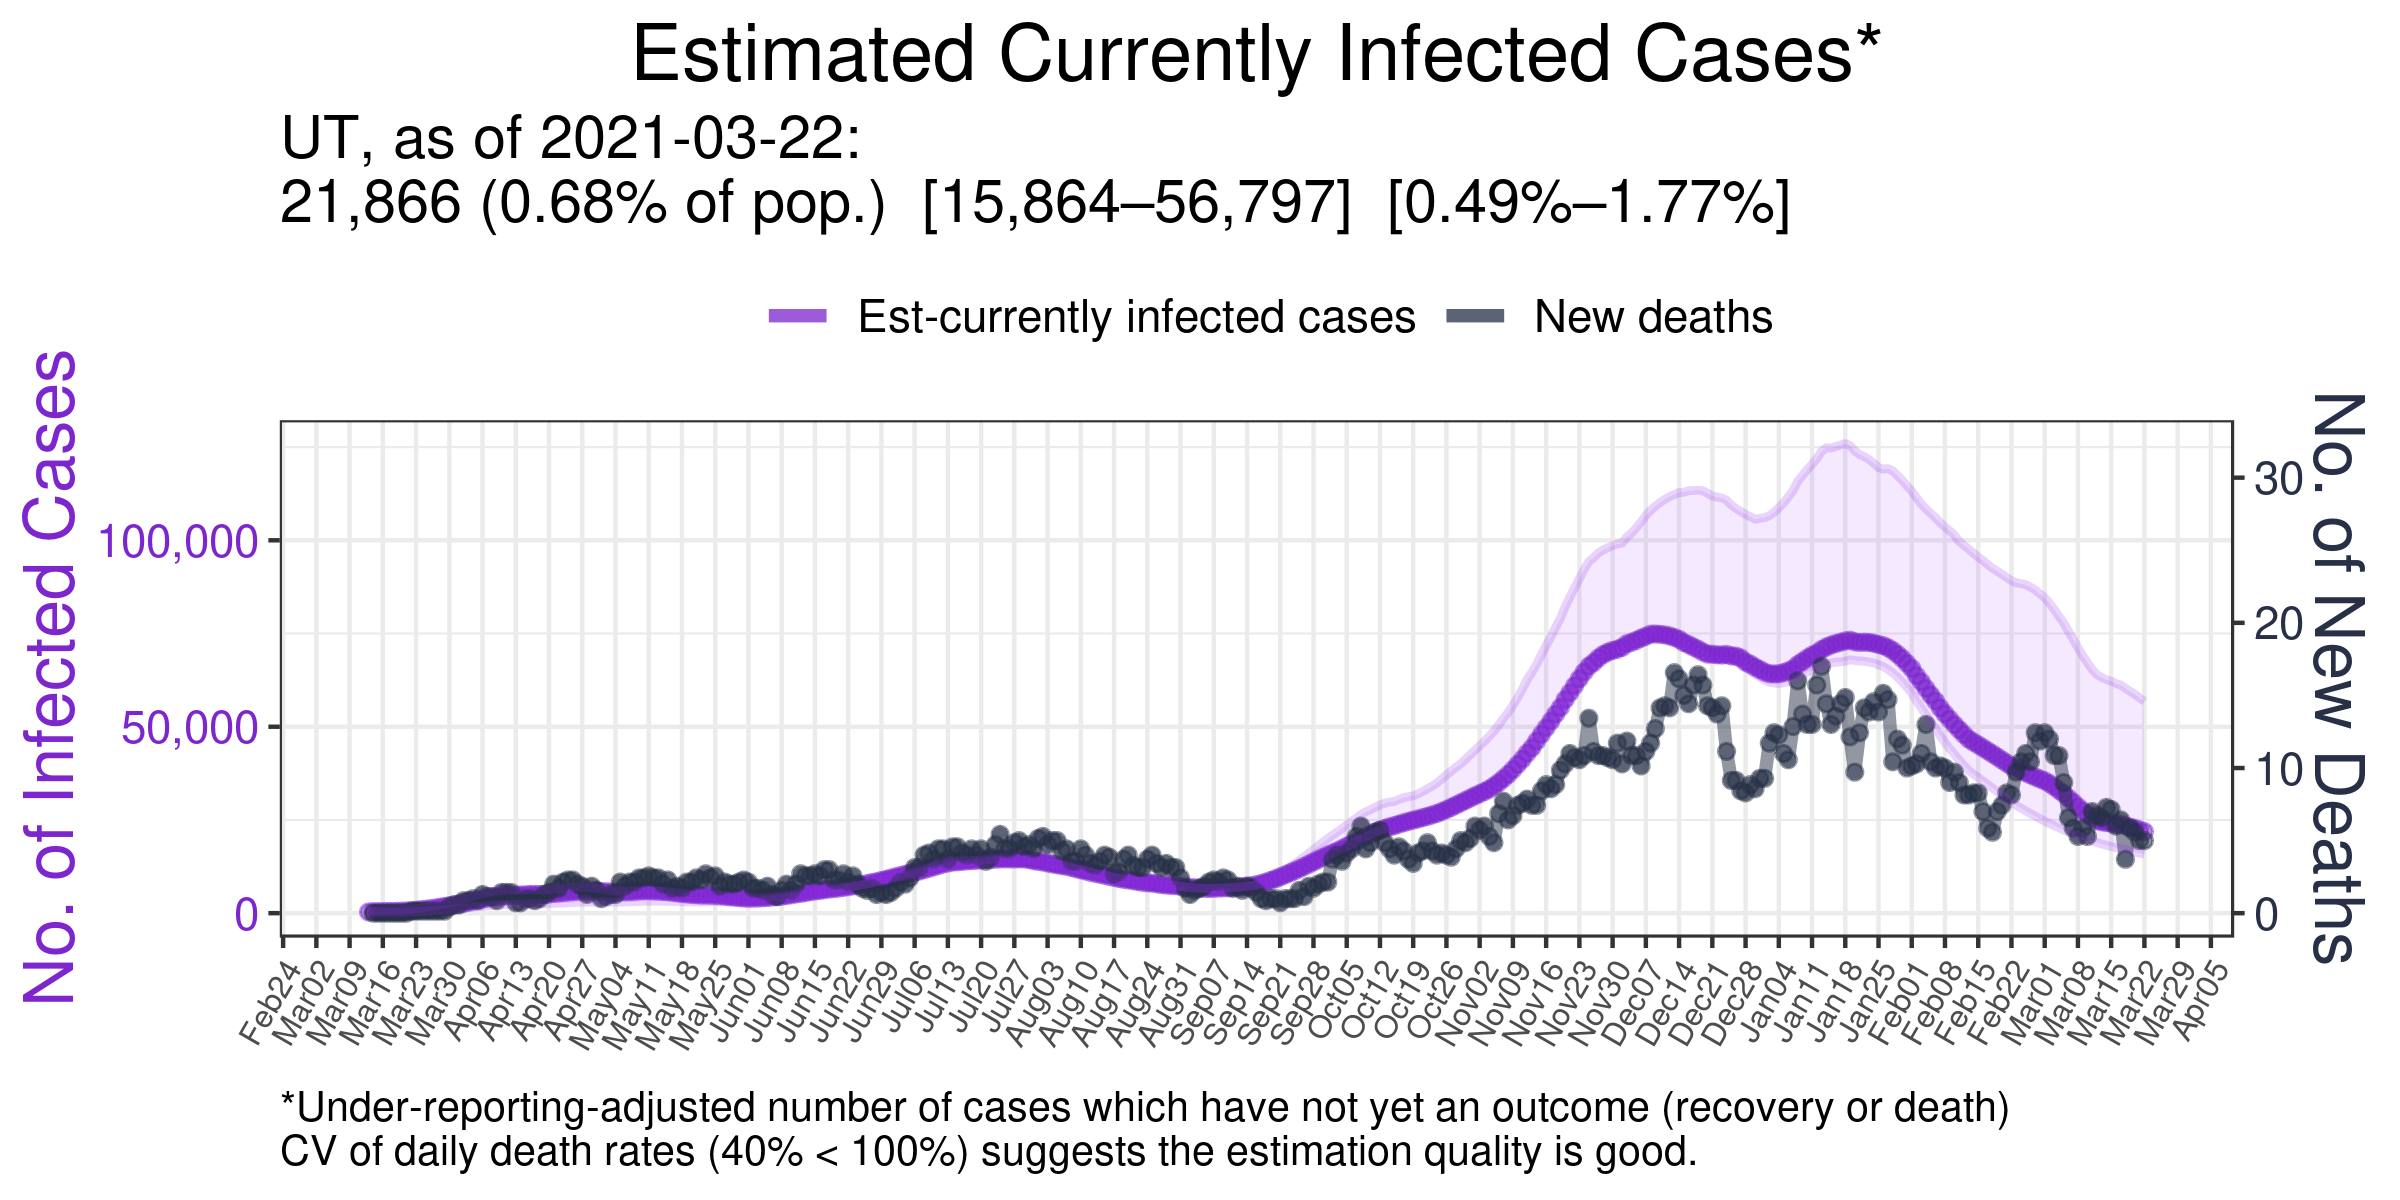 Estimated Currently Infected Cases*
UT, as of 2021-03-22:
21,866 (0.68% of pop.) [15,864–56,797] [0.49%–1.77%]
Est-currently infected cases New deaths
No. of Infected Cases
100,000
50,000
0
30
20
10
0
No. of New Deaths
Feb24 Mar02 Mar09 Mar16 Mar23 Mar30 Apr06 Apr13 Apr20 Apr27 May04 May11 May18 May25 Jun01 Jun08 Jun15 Jun22 Jun29 Jul06 Jul13 Jul20 Jul27 Aug03 Aug10 Aug17 Aug24 Aug31 Sep07 Sep14 Sep21 Sep28 Oct05 Oct12 Oct19 Oct26 Nov02 Nov09 Nov16 Nov23 Nov30 Dec07 Dec14 Dec21 Dec28 Jan04 Jan11 Jan18 Jan25 Feb01 Feb08 Feb15 Feb22 Mar01 Mar08 Mar15 Mar22 Mar29 Apr05
*Under-reporting-adjusted number of cases which have not yet an outcome (recovery or death)
CV of daily death rates (40% < 100%) suggests the estimation quality is good.